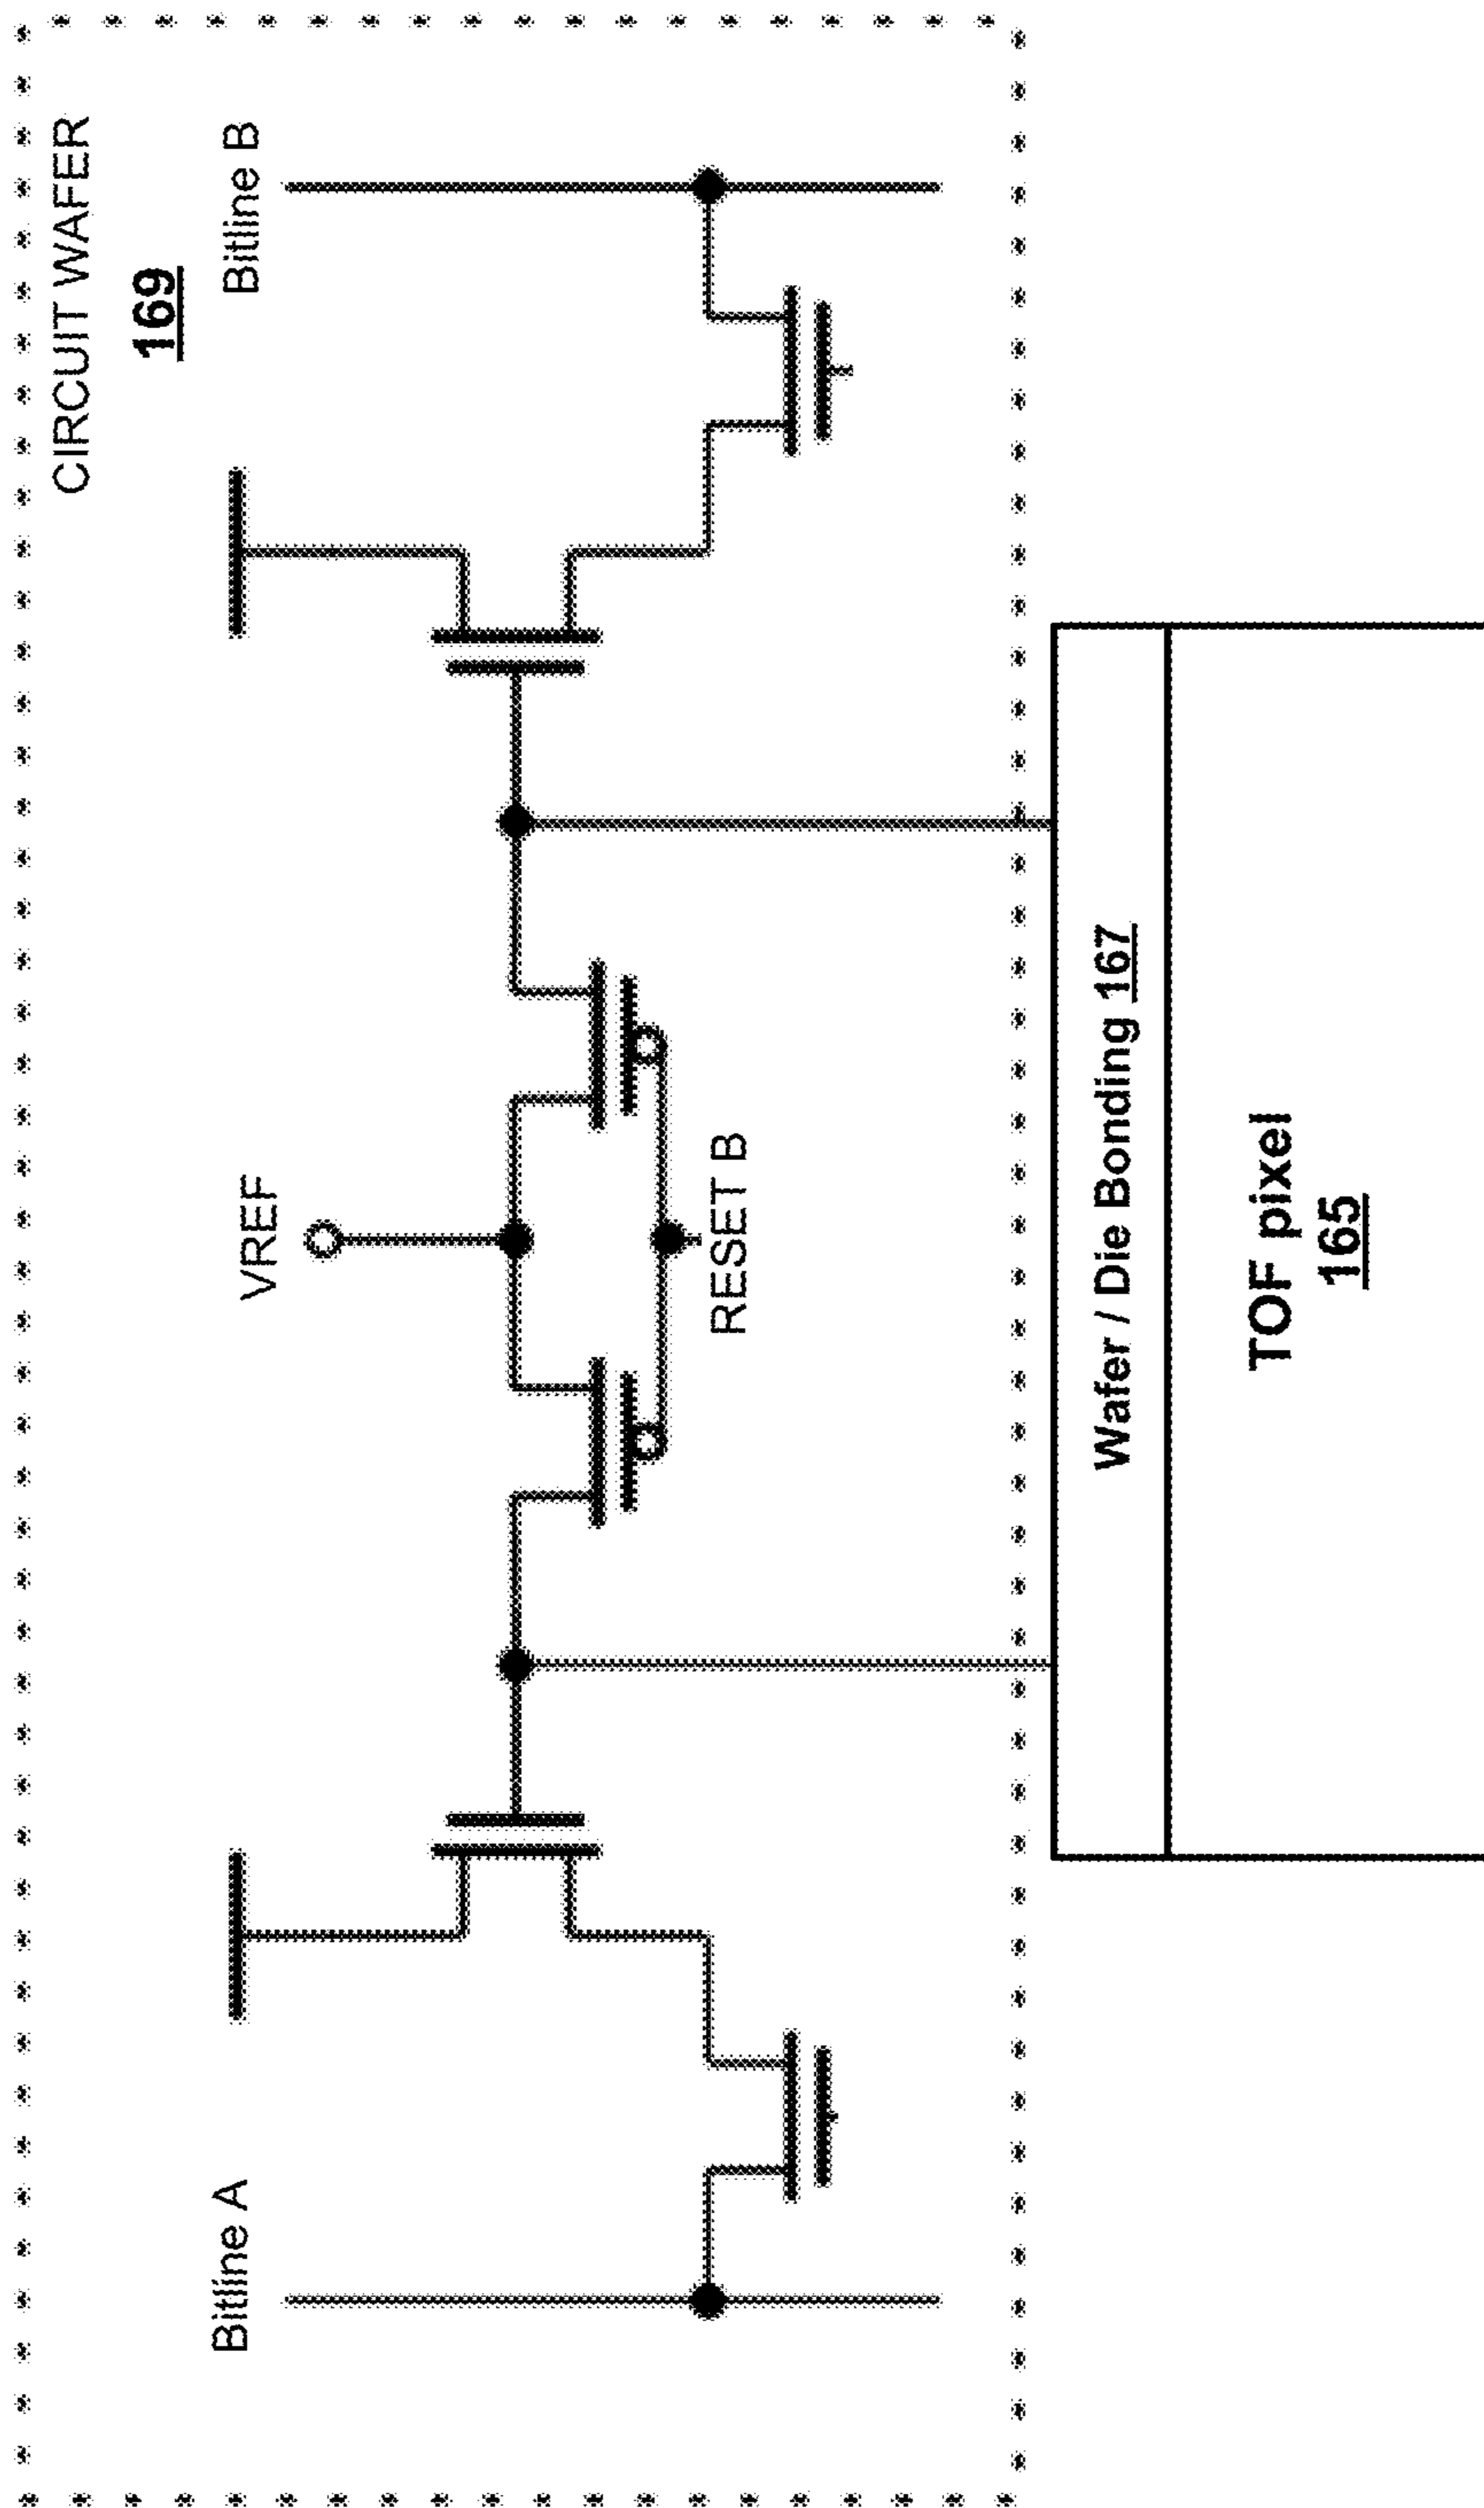 CIRCUIT WAFER
169
Bitline A
VREF
Bitline B
RESET B
Wafer / Die Bonding 167
TOF pixel
165